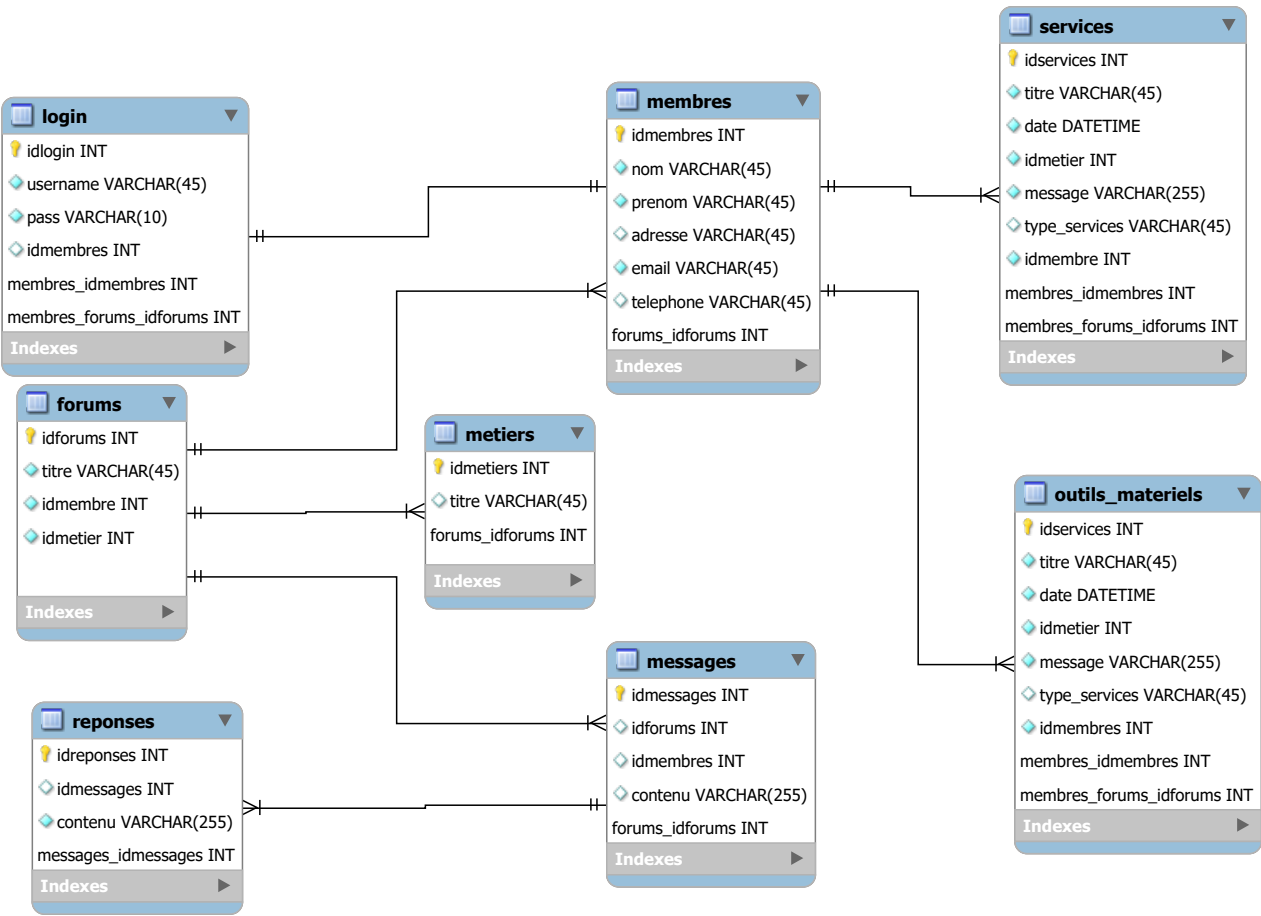 login
idlogin INT
username VARCHAR(45)
pass VARCHAR(10)
idmembres INT
membres_idmembres INT
membres_forums_idforums INT
Indexes
membres
idmembres INT
nom VARCHAR(45)
prenom VARCHAR(45)
adresse VARCHAR(45)
email VARCHAR(45)
telephone VARCHAR(45)
forums_idforums INT
Indexes
services
idservices INT
titre VARCHAR(45)
date DATETIME
idmetier INT
message VARCHAR(255)
type_services VARCHAR(45)
idmembre INT
membres_idmembres INT
membres_forums_idforums INT
Indexes
forums
idforums INT
titre VARCHAR(45)
idmembre INT
idmetier INT
Indexes
metiers
idmetiers INT
titre VARCHAR(45)
forums_idforums INT
Indexes
outils_materiels
idservices INT
titre VARCHAR(45)
date DATETIME
idmetier INT
message VARCHAR(255)
type_services VARCHAR(45)
idmembres INT
membres_idmembres INT
membres_forums_idforums INT
Indexes
reponses
idreponses INT
idmessages INT
contenu VARCHAR(255)
messages_idmessages INT
Indexes
messages
idmessages INT
idforums INT
idmembres INT
contenu VARCHAR(255)
forums_idforums INT
Indexes